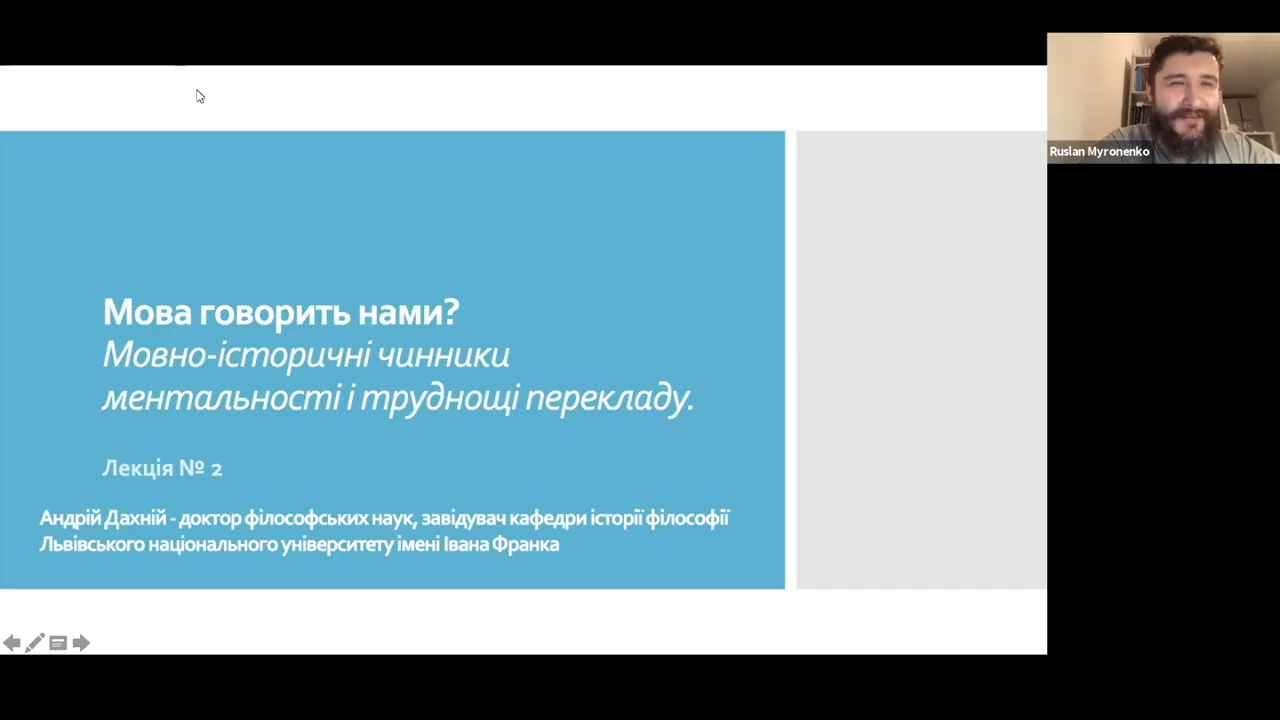 Мова говорить нами?
Мовно-історичні чинники
ментальності і труднощі перекладу.
Лекція № 2
Андрій Дахній - доктор філософських наук, завідувач кафедри історії філософії
Львівського національного університету імені Івана Франка
Ruslan Myronenko